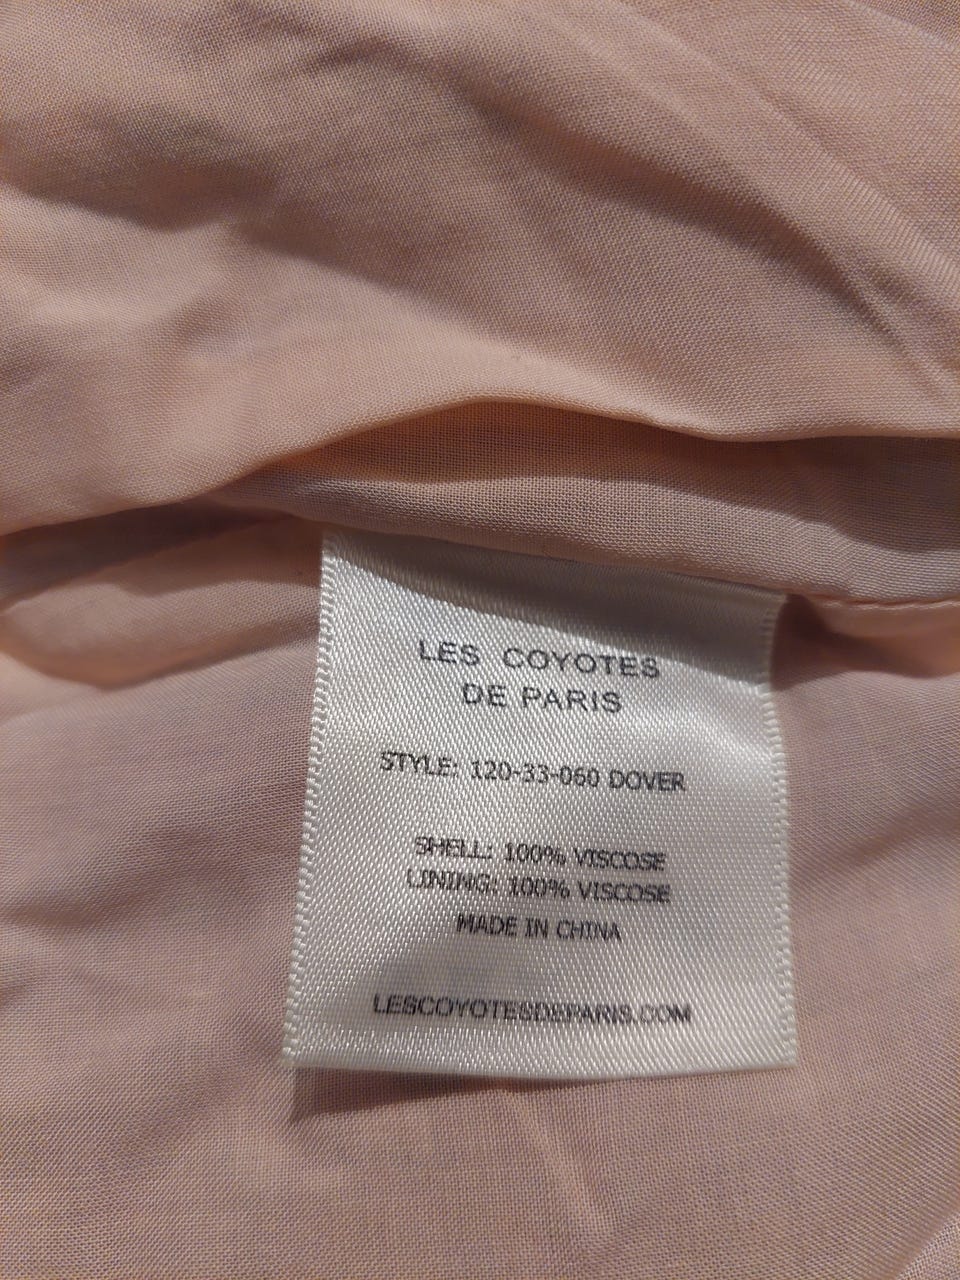 LES COYOTES
DE PARIS
STYLE: 120-33-060 DOVER
SHELL: 100% VISCOSE
LINING: 100% VISCOSE
MADE IN CHINA
LESCOYOTESDEPARIS.COM